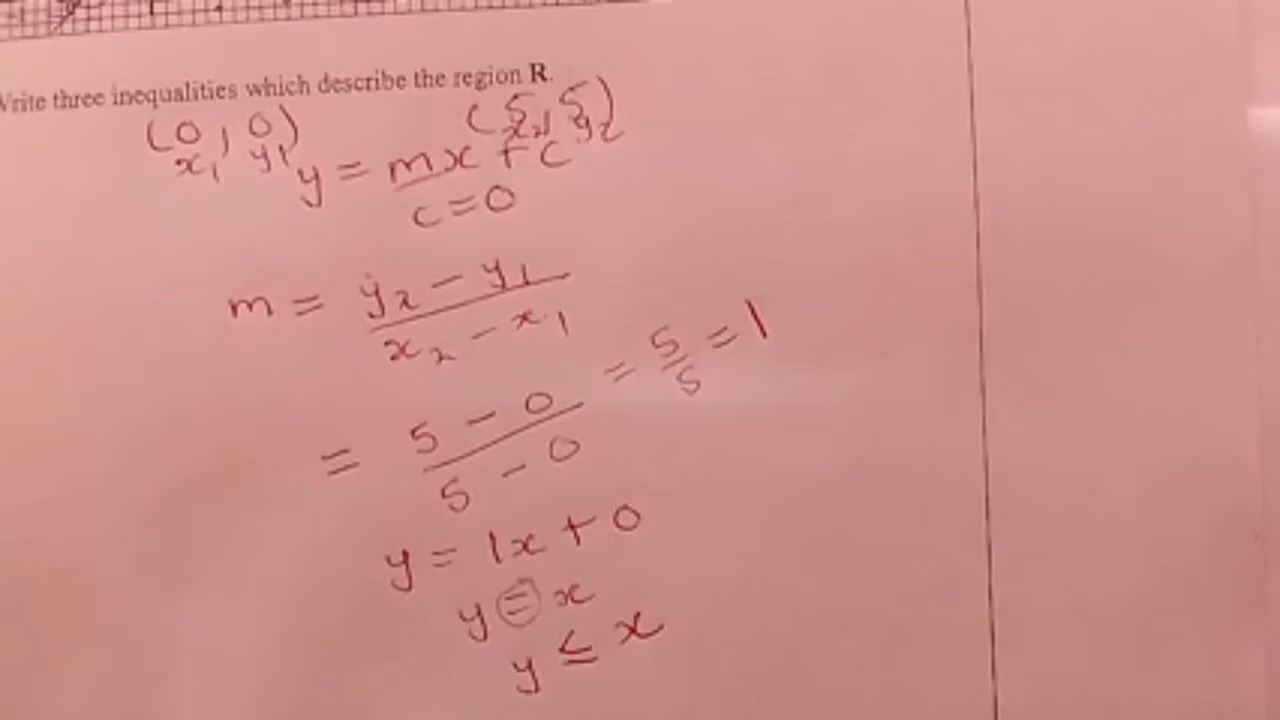 Write three inequalities which describe the region R.
(0, 0) (5, 5)
x1, y1 x2, y2
y = mx + c
c = 0
m = y2 - y1
x2 - x1
= 5 - 0 = 5 = 1
5 - 0 5
y = 1x + 0
y = x
y ≤ x